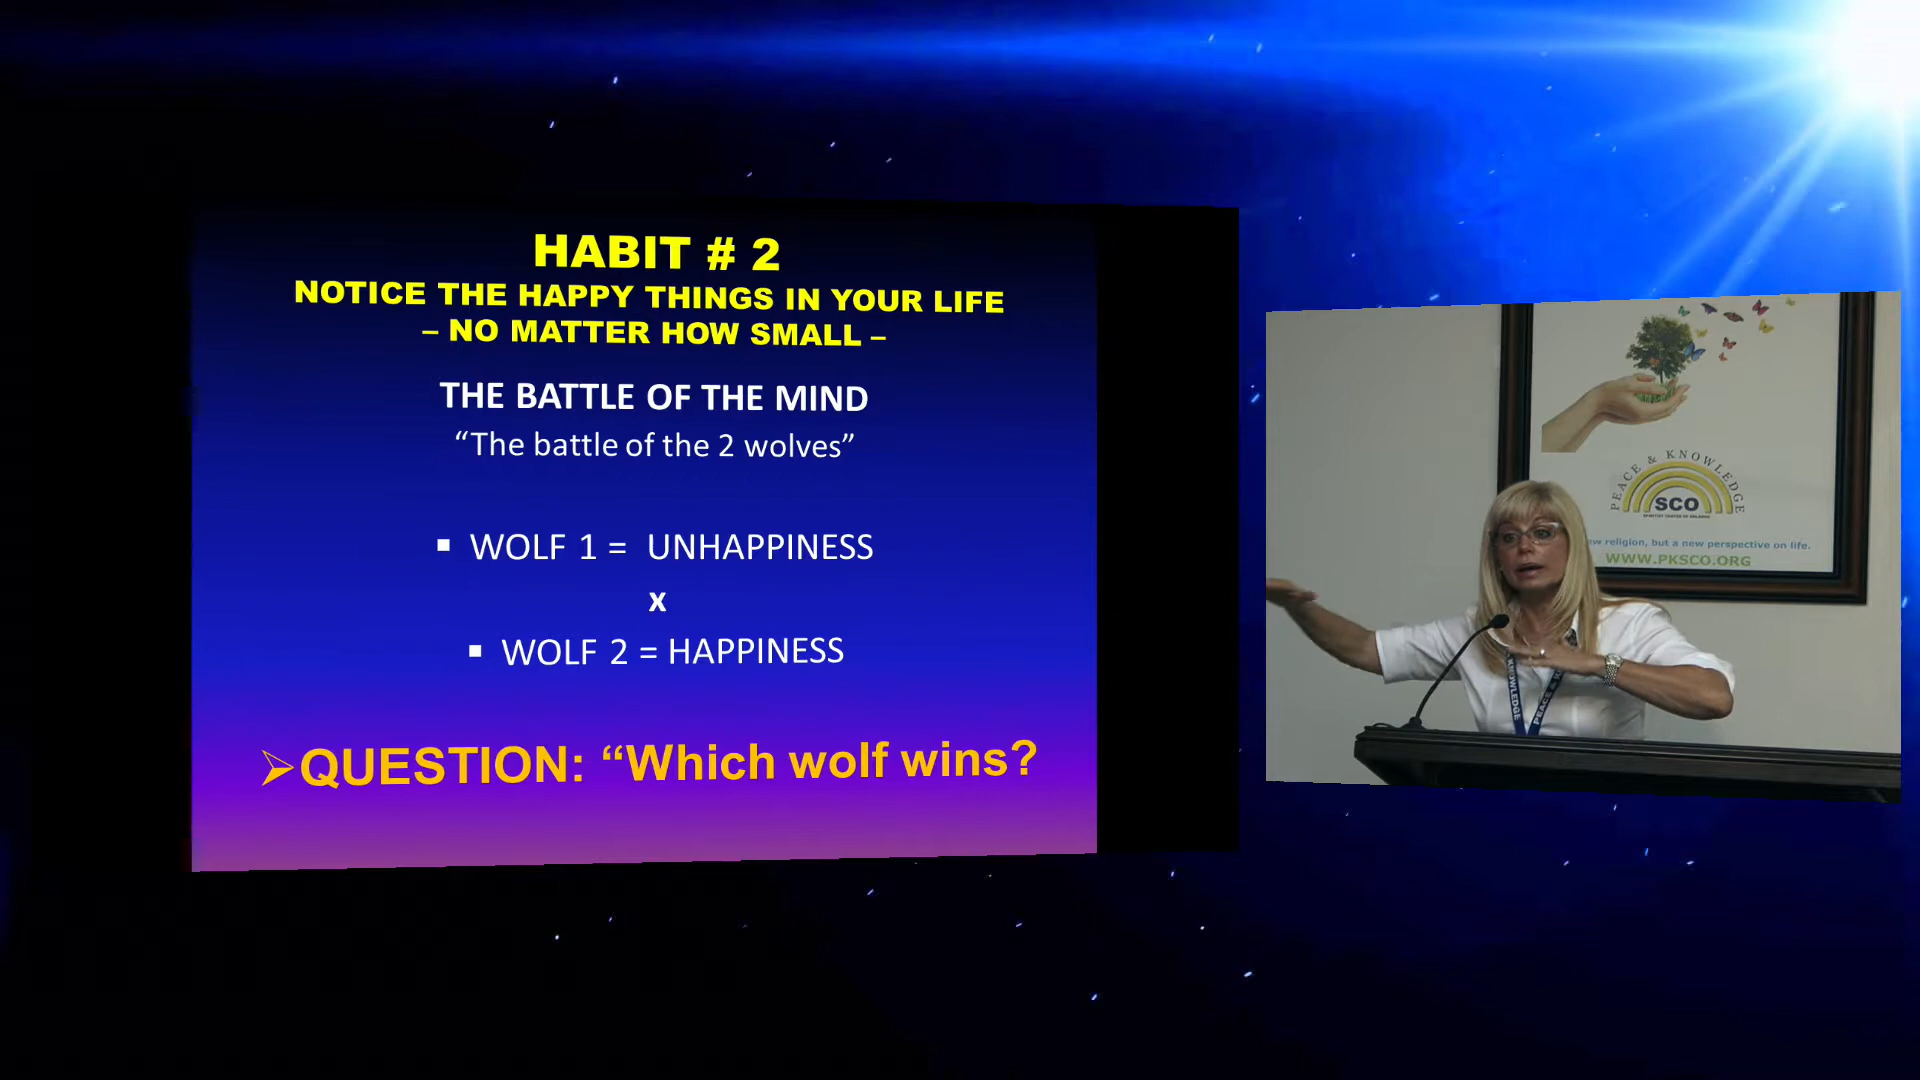 HABIT # 2
NOTICE THE HAPPY THINGS IN YOUR LIFE
– NO MATTER HOW SMALL –
THE BATTLE OF THE MIND
“The battle of the 2 wolves”
▪ WOLF 1 = UNHAPPINESS
x
▪ WOLF 2 = HAPPINESS
➢QUESTION: “Which wolf wins?
PEACE & KNOWLEDGE
SCO
religion, but a new perspective on life.
WWW.PKSCO.ORG
KNOWLEDGE
PEACE &